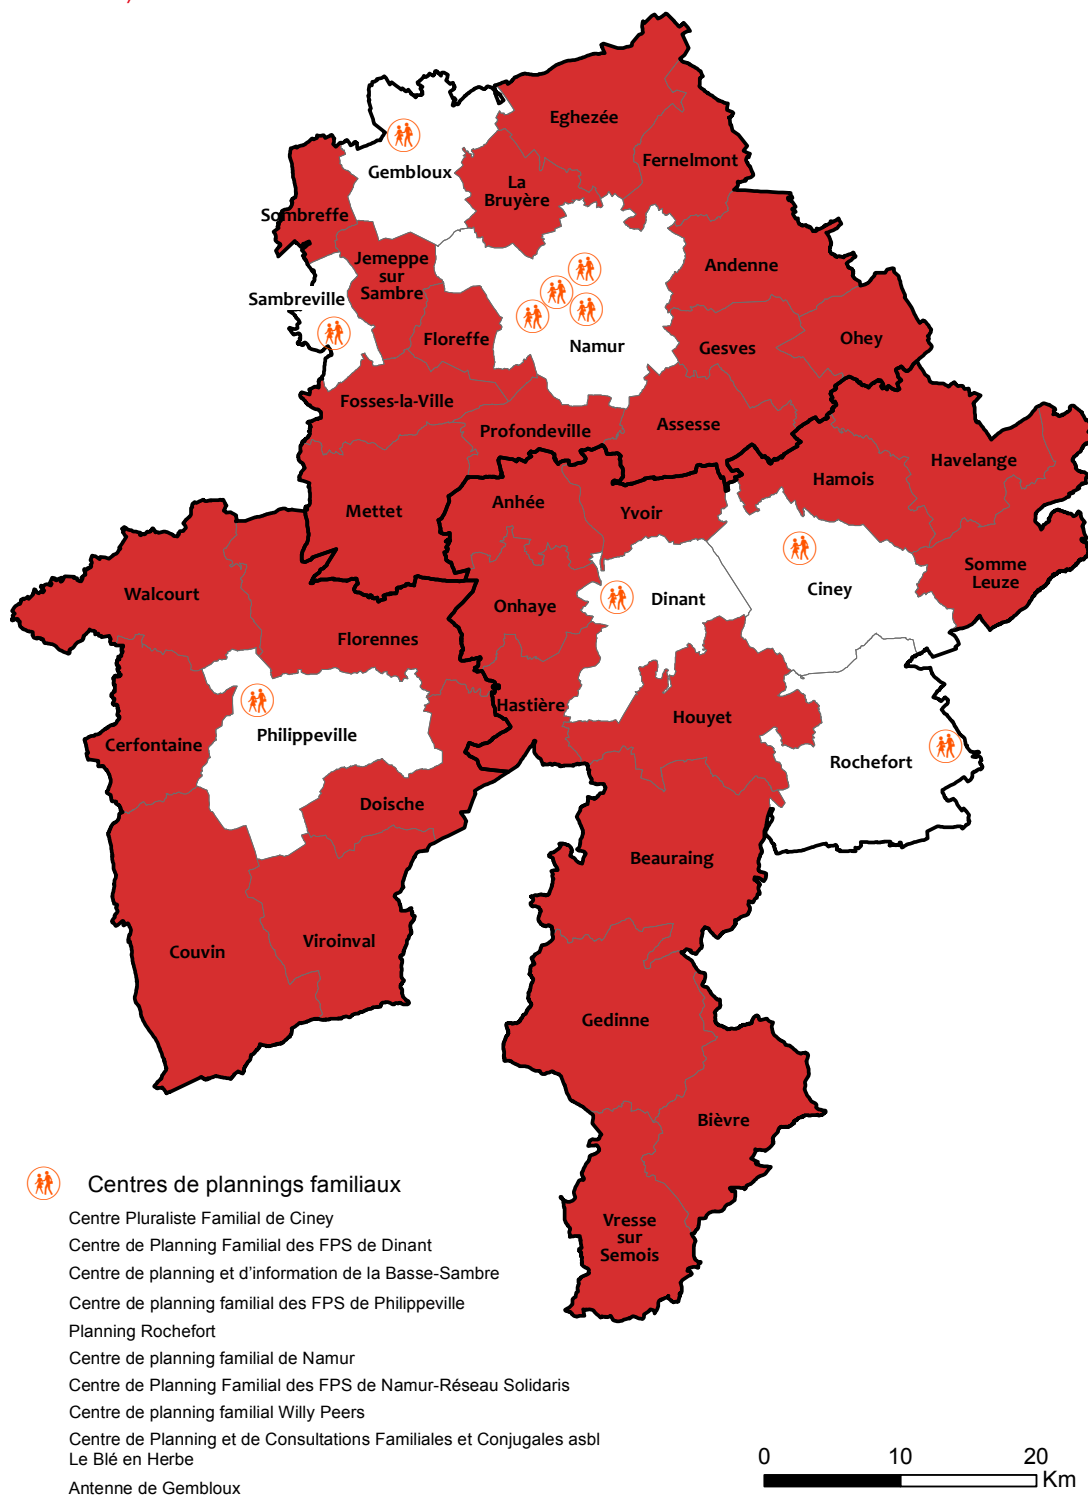 Eghezée
Fernelmont
Gembloux
La
Bruyère
Sombreffe
Jemeppe
sur
Sambre
Andenne
Sambreville
Floreffe
Namur
Gesves
Ohey
Fosses-la-Ville
Profondeville
Assesse
Havelange
Hamois
Mettet
Anhée
Yvoir
Somme
Leuze
Walcourt
Onhaye
Dinant
Ciney
Florennes
Hastière
Houyet
Philippeville
Cerfontaine
Rochefort
Doische
Beauraing
Couvin
Viroinval
Gedinne
Bièvre
Vresse
sur
Semois
Centres de plannings familiaux
Centre Pluraliste Familial de Ciney
Centre de Planning Familial des FPS de Dinant
Centre de planning et d'information de la Basse-Sambre
Centre de planning familial des FPS de Philippeville
Planning Rochefort
Centre de planning familial de Namur
Centre de Planning Familial des FPS de Namur-Réseau Solidaris
Centre de planning familial Willy Peers
Centre de Planning et de Consultations Familiales et Conjugales asbl
Le Blé en Herbe
Antenne de Gembloux
0 10 20
Km